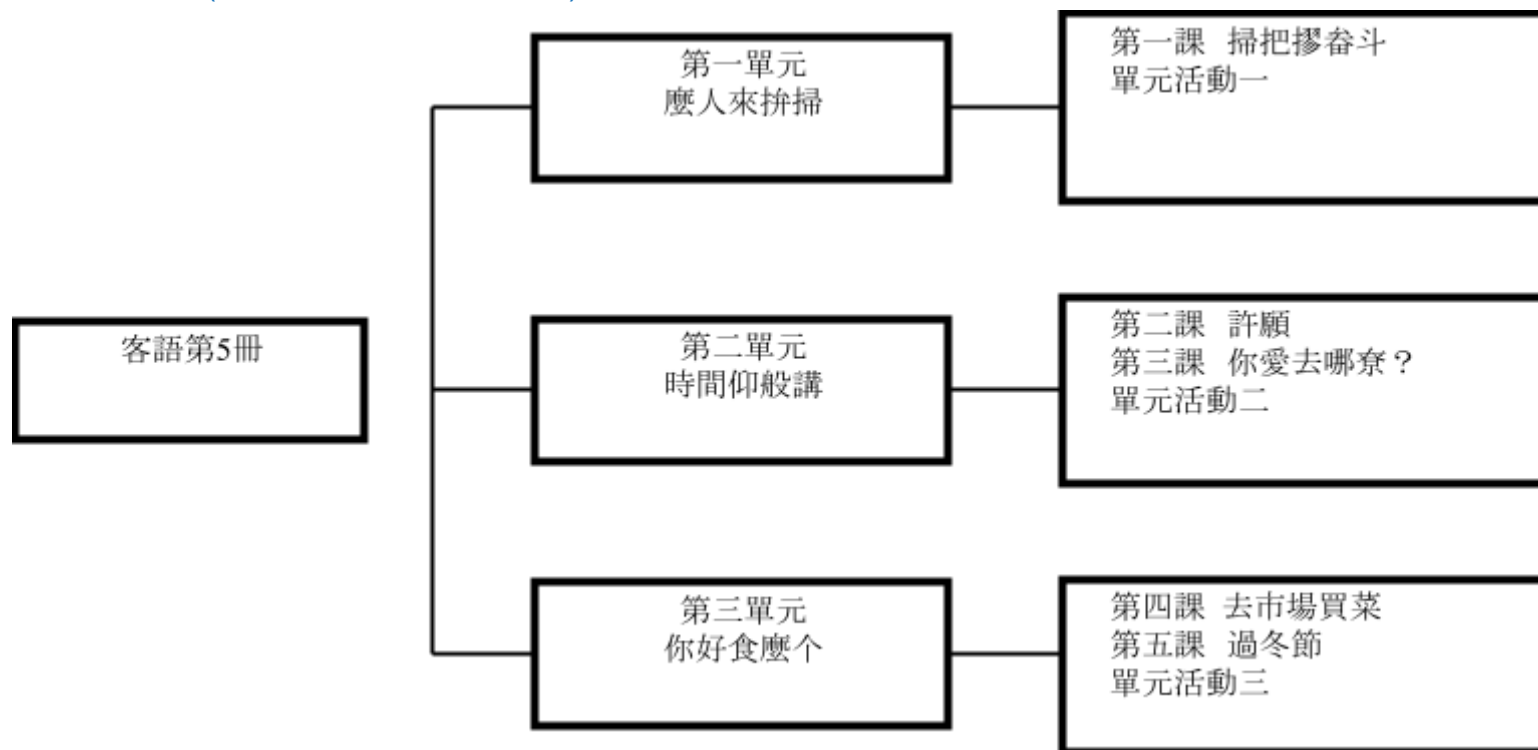 客語第5冊
第一單元
麼人來拚掃
第一課 掃把摎畚斗
單元活動一
第二單元
時間仰般講
第二課 許願
第三課 你愛去哪尞？
單元活動二
第三單元
你好食麼个
第四課 去市場買菜
第五課 過冬節
單元活動三